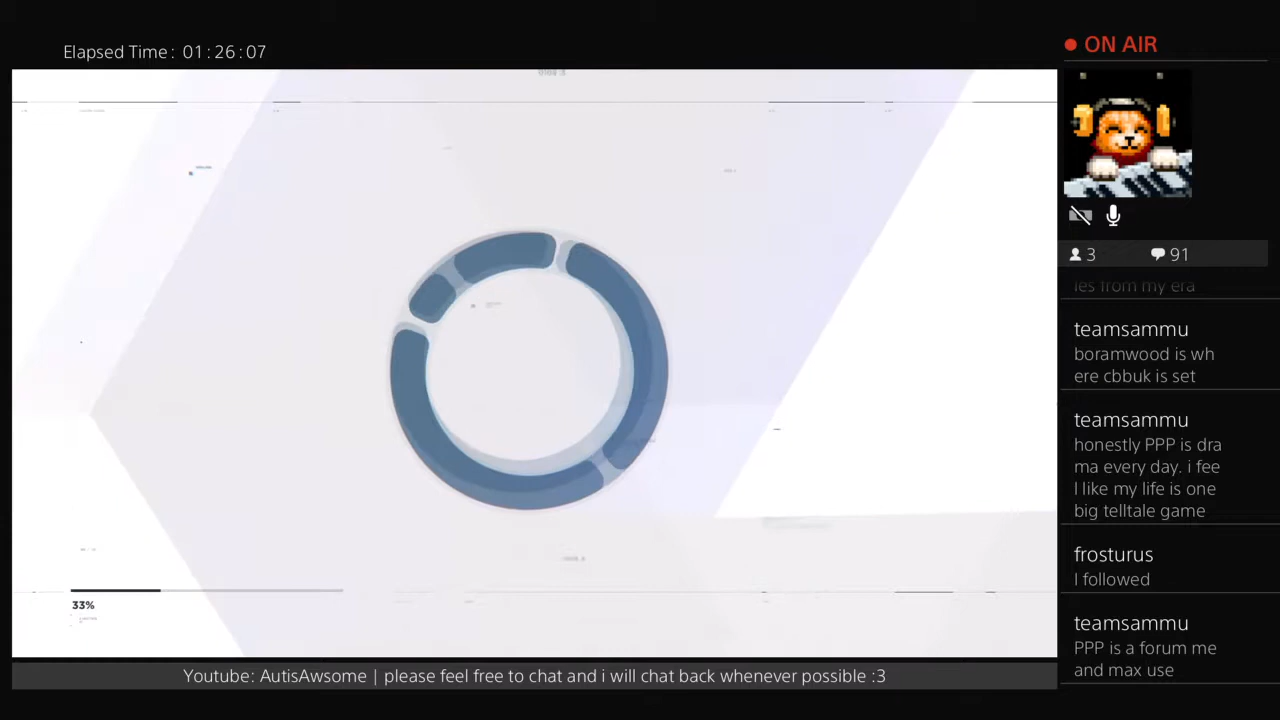 Elapsed Time: 01:26:07
ON AIR
3 91
ies from my era
teamsammu
boramwood is wh
ere cbbuk is set
teamsammu
honestly PPP is dra
ma every day. i fee
l like my life is one
big telltale game
frosturus
I followed
teamsammu
PPP is a forum me
and max use
33%
Youtube: AutisAwsome | please feel free to chat and i will chat back whenever possible :3